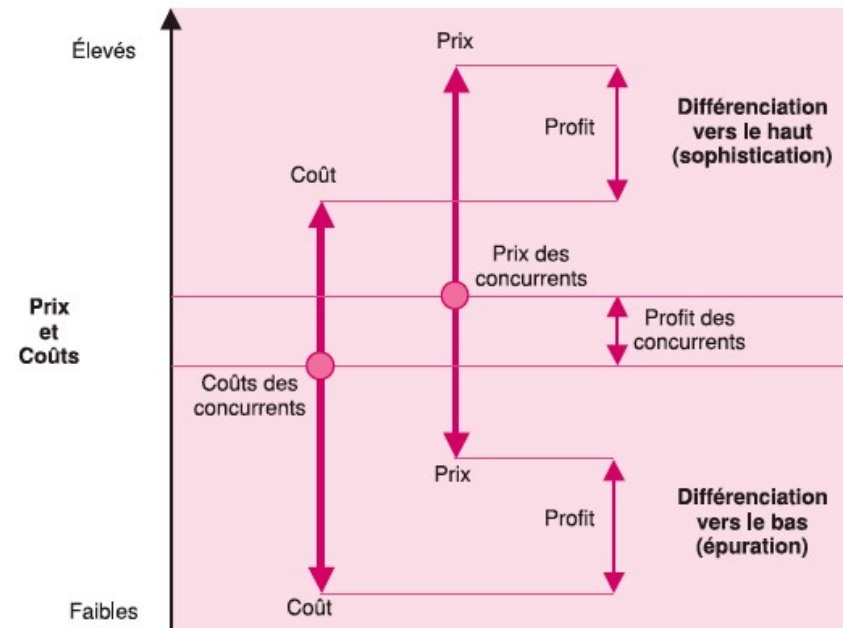 Élevés
Prix
Différenciation
vers le haut
(sophistication)
Profit
Coût
Prix des
concurrents
Prix
et
Coûts
Profit des
concurrents
Coûts des
concurrents
Prix
Différenciation
vers le bas
(épuration)
Profit
Faibles
Coût